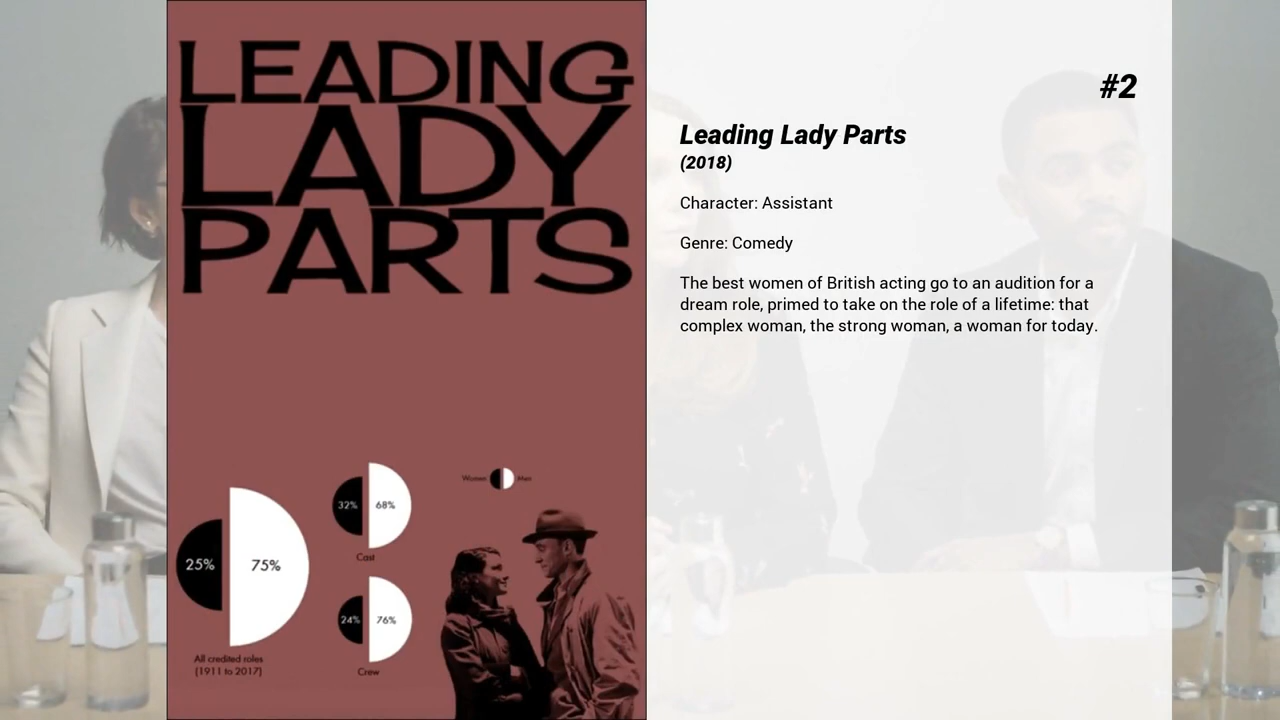 LEADING
LADY
PARTS
25%
75%
All credited roles
(1911 to 2017)
32%
68%
Cast
24%
76%
Crew
Women
Men
#2
Leading Lady Parts
(2018)
Character: Assistant
Genre: Comedy
The best women of British acting go to an audition for a
dream role, primed to take on the role of a lifetime: that
complex woman, the strong woman, a woman for today.